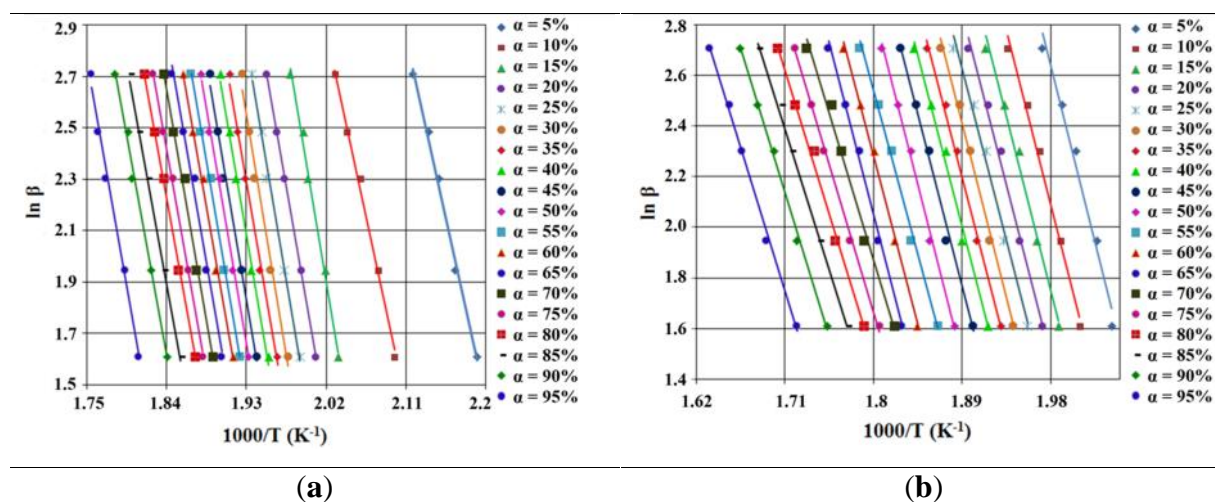 2.9
2.7
2.5
2.3
2.1
1.9
1.7
1.5
ln β
1.75 1.84 1.93 2.02 2.11 2.2
1000/T (K-1)
α = 5%
α = 10%
α = 15%
α = 20%
α = 25%
α = 30%
α = 35%
α = 40%
α = 45%
α = 50%
α = 55%
α = 60%
α = 65%
α = 70%
α = 75%
α = 80%
α = 85%
α = 90%
α = 95%
(a)
2.8
2.6
2.4
2.2
2.0
1.8
1.6
1.4
ln β
1.62 1.71 1.8 1.89 1.98
1000/T (K-1)
α = 5%
α = 10%
α = 15%
α = 20%
α = 25%
α = 30%
α = 35%
α = 40%
α = 45%
α = 50%
α = 55%
α = 60%
α = 65%
α = 70%
α = 75%
α = 80%
α = 85%
α = 90%
α = 95%
(b)